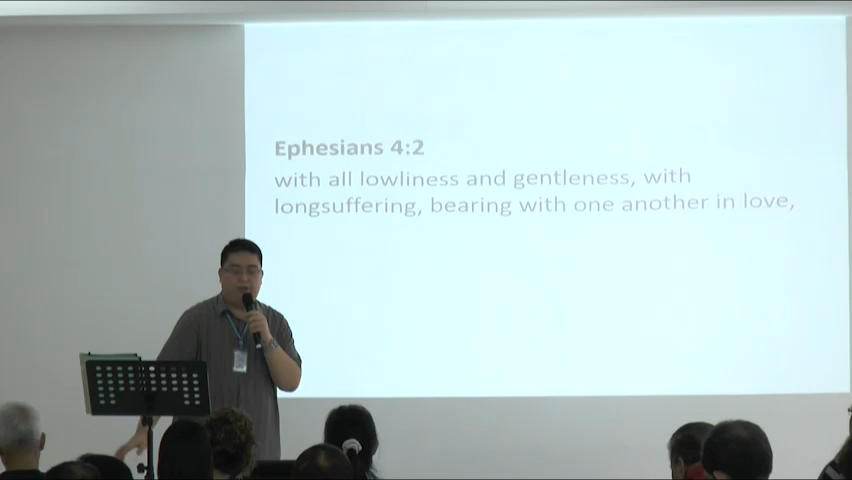 Ephesians 4:2
with all lowliness and gentleness, with
longsuffering, bearing with one another in love,